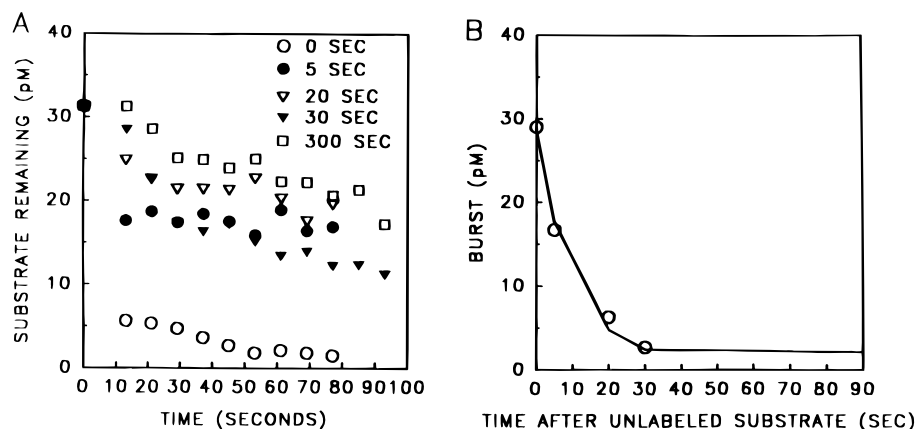 A
SUBSTRATE REMAINING (pM)
40
30
20
10
0
0 10 20 30 40 50 60 70 80 90 100
TIME (SECONDS)
0 SEC
5 SEC
20 SEC
30 SEC
300 SEC
B
BURST (pM)
40
30
20
10
0
0 10 20 30 40 50 60 70 80 90
TIME AFTER UNLABELED SUBSTRATE (SEC)